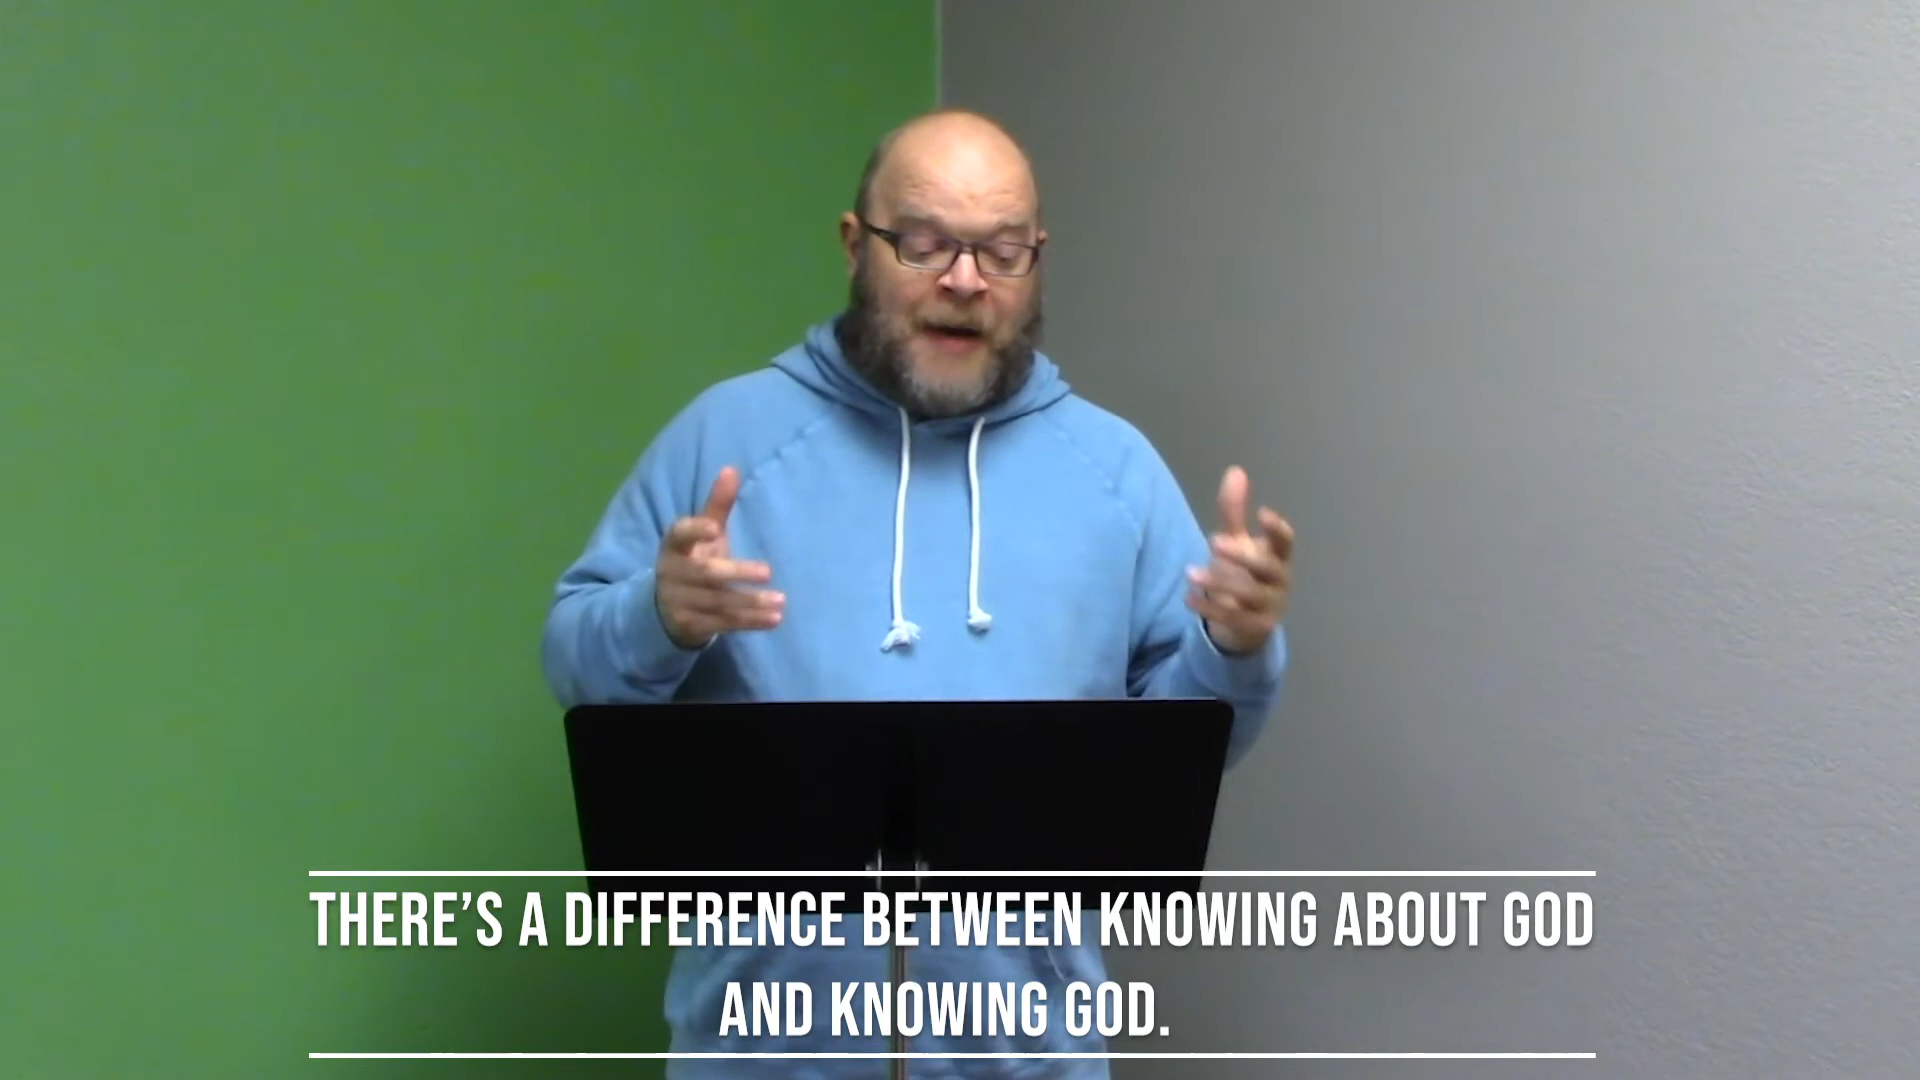 THERE’S A DIFFERENCE BETWEEN KNOWING ABOUT GOD
AND KNOWING GOD.